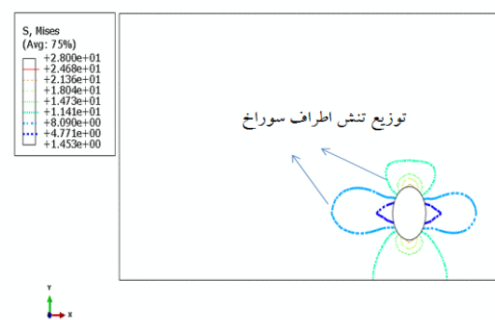 S, Mises
(Avg: 75%)
+2.800e+01
+2.468e+01
+2.136e+01
+1.804e+01
+1.473e+01
+1.141e+01
+8.090e+00
+4.771e+00
+1.453e+00
توزیع تنش اطراف سوراخ
Y
X